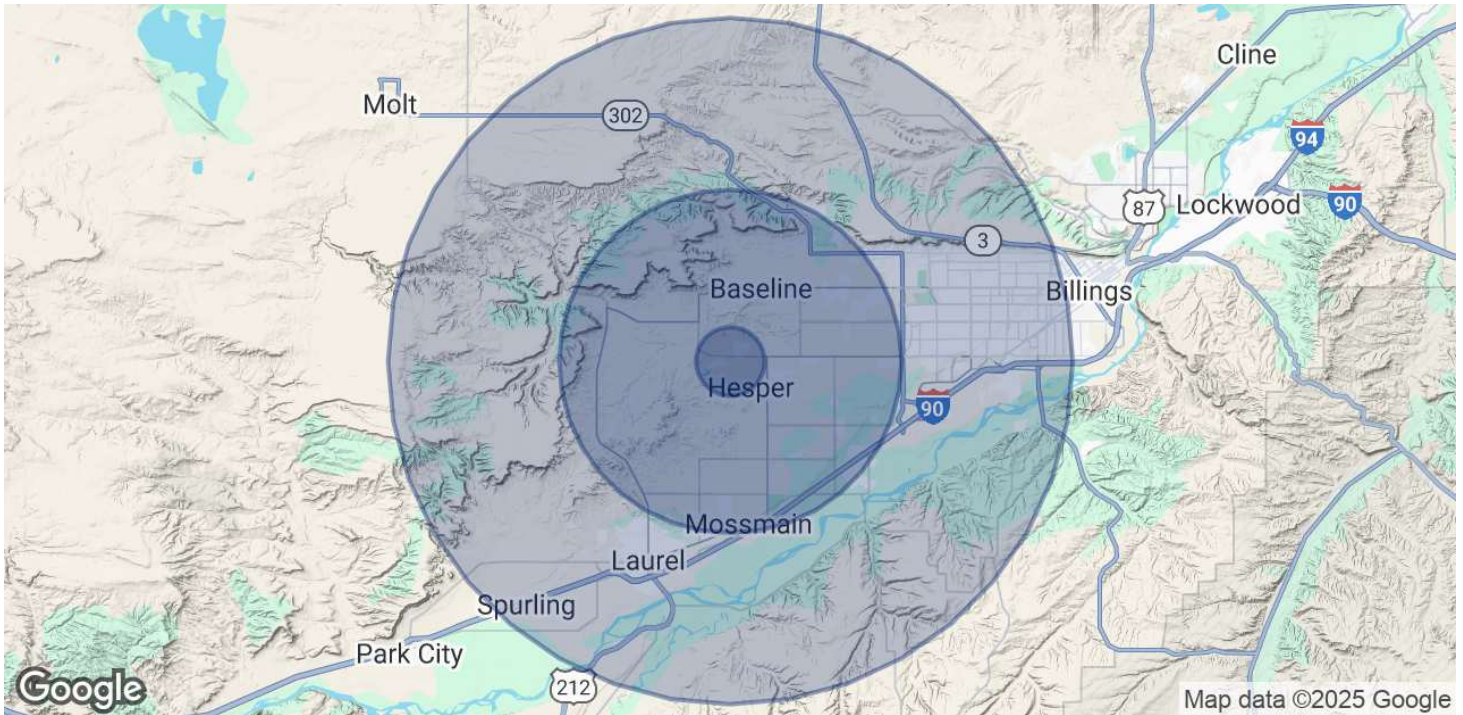 Cline
Molt
302
94
87
Lockwood
90
3
Baseline
Billings
Hesper
90
Mossmain
Laurel
Spurling
Park City
212
Google
Map data ©2025 Google